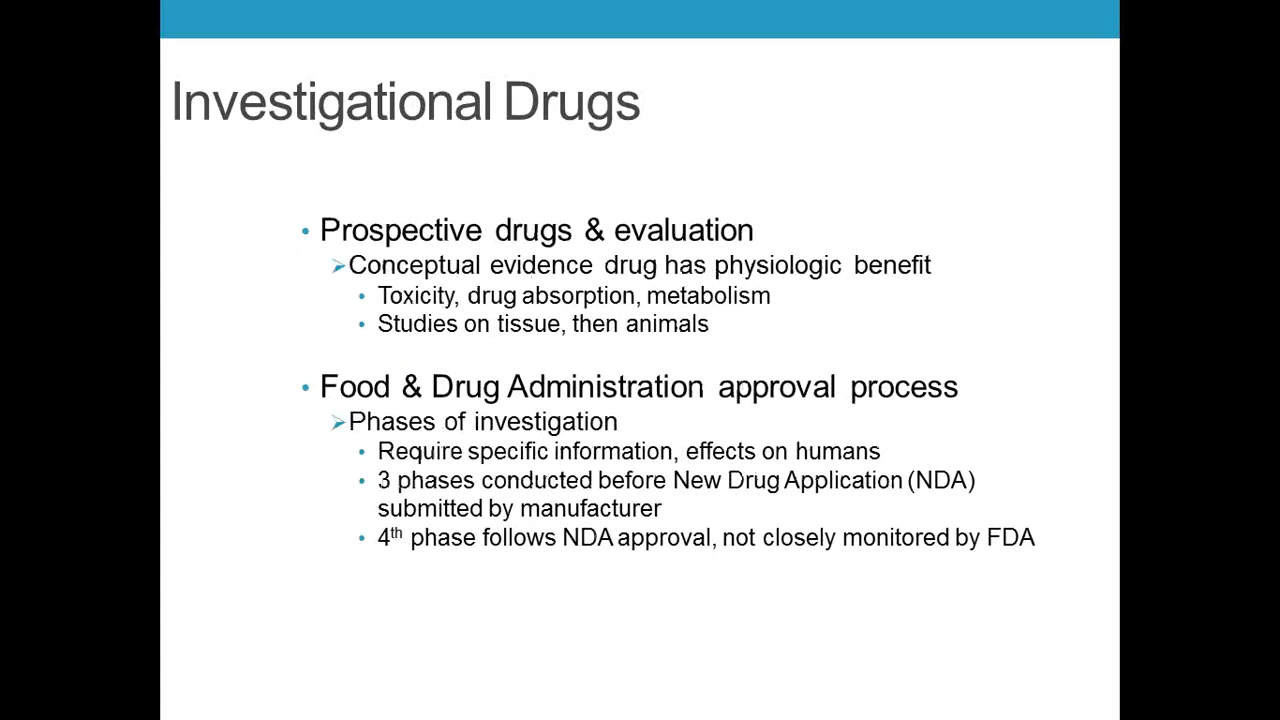 Investigational Drugs
• Prospective drugs & evaluation
➢Conceptual evidence drug has physiologic benefit
• Toxicity, drug absorption, metabolism
• Studies on tissue, then animals
• Food & Drug Administration approval process
➢Phases of investigation
• Require specific information, effects on humans
• 3 phases conducted before New Drug Application (NDA)
submitted by manufacturer
• 4th phase follows NDA approval, not closely monitored by FDA